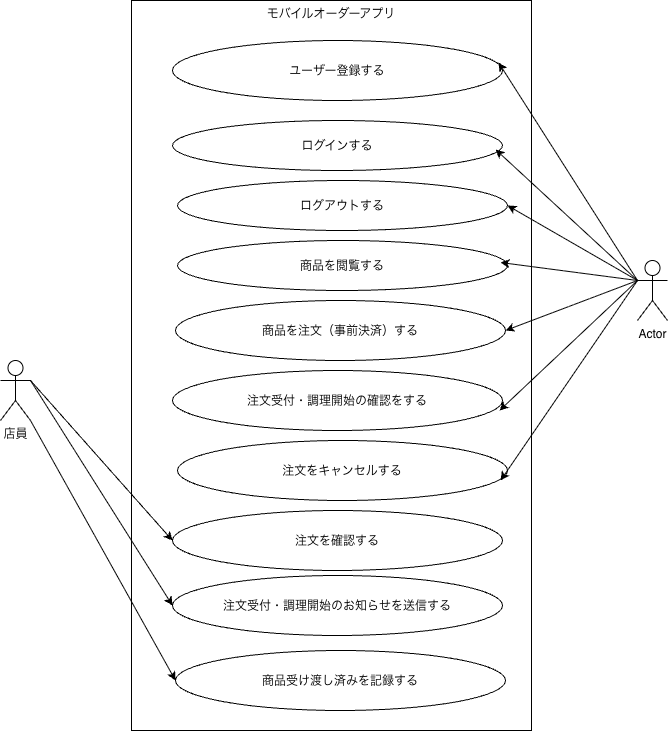 モバイルオーダーアプリ
ユーザー登録する
ログインする
ログアウトする
商品を閲覧する
商品を注文（事前決済）する
注文受付・調理開始の確認をする
注文をキャンセルする
注文を確認する
注文受付・調理開始のお知らせを送信する
商品受け渡し済みを記録する
店員
Actor